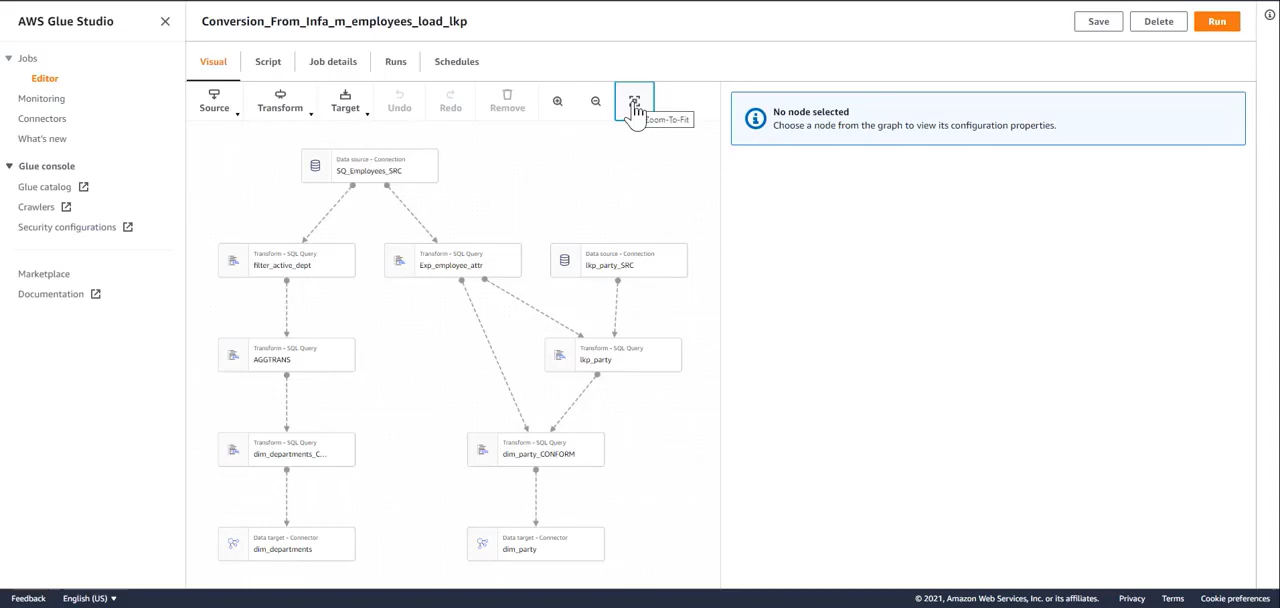 AWS Glue Studio
Conversion_From_Infa_m_employees_load_lkp
Save
Delete
Run
Jobs
Editor
Monitoring
Connectors
What's new
Glue console
Glue catalog
Crawlers
Security configurations
Marketplace
Documentation
Visual
Script
Job details
Runs
Schedules
Source
Transform
Target
Undo
Redo
Remove
Zoom-To-Fit
No node selected
Choose a node from the graph to view its configuration properties.
Data source - Connection
SQ_Employees_SRC
Transform - SQL Query
filter_active_dept
Transform - SQL Query
Exp_employee_attr
Data source - Connection
lkp_party_SRC
Transform - SQL Query
AGGTRANS
Transform - SQL Query
lkp_party
Transform - SQL Query
dim_departments_C...
Transform - SQL Query
dim_party_CONFORM
Data target - Connector
dim_departments
Data target - Connector
dim_party
Feedback
English (US)
© 2021, Amazon Web Services, Inc. or its affiliates.
Privacy
Terms
Cookie preferences